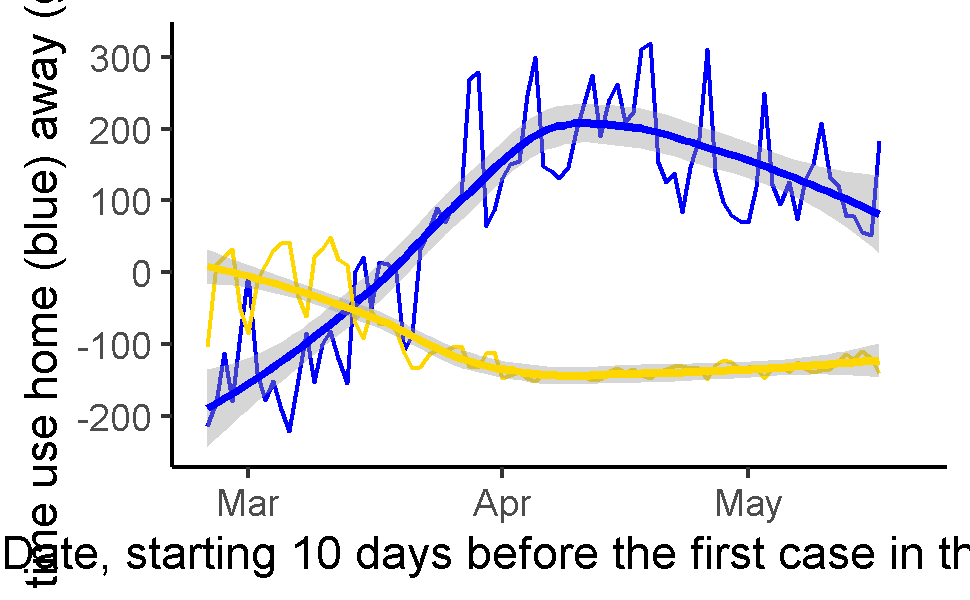 time use home (blue) away (
300
200
100
0
-100
-200
Mar Apr May
Date, starting 10 days before the first case in th